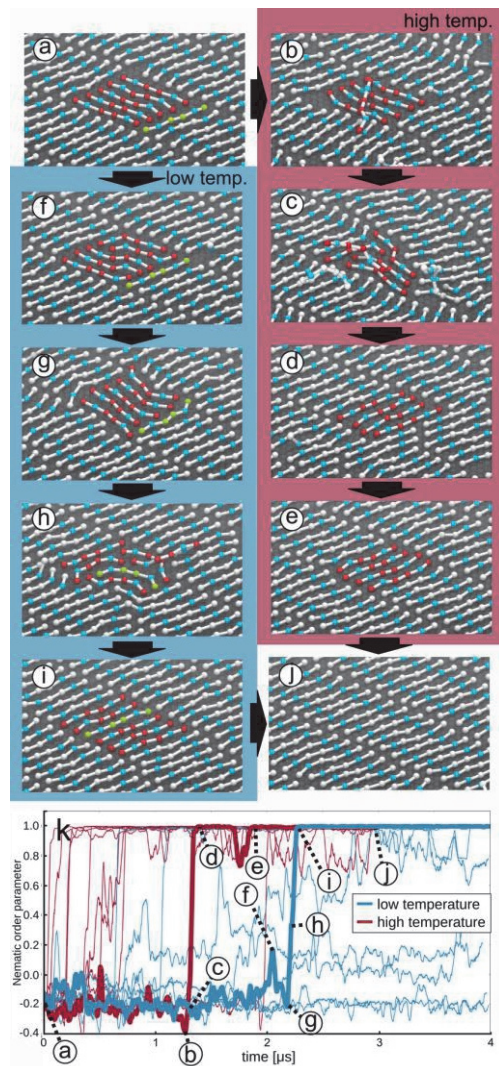 high temp.
a
b
low temp.
f
c
g
d
h
e
i
j
k
Nematic order parameter
1.0
0.8
0.6
0.4
0.2
-0.0
-0.2
-0.4
d
e
f
i
j
low temperature
high temperature
h
c
g
0
1
2
3
4
a
b
time [μs]